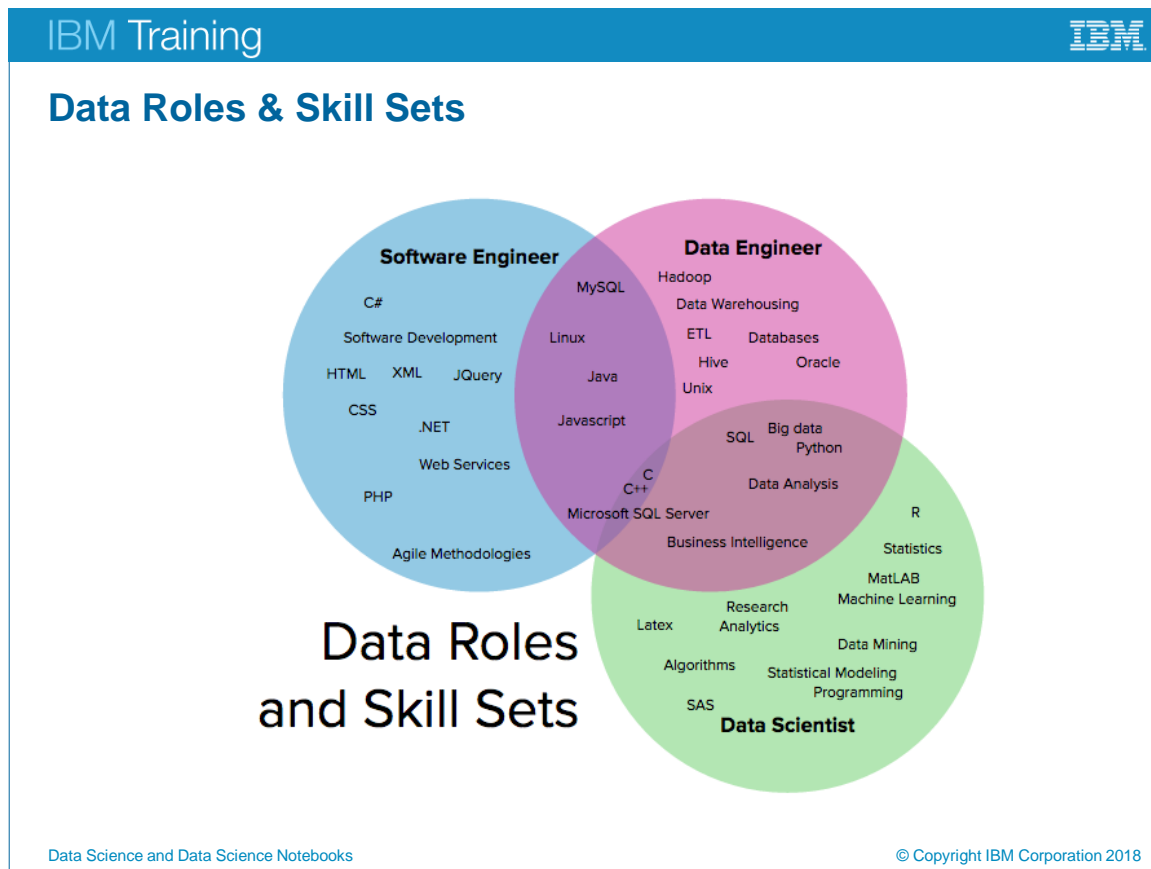 IBM Training
IBM
Data Roles & Skill Sets
Software Engineer
C#
Software Development
HTML XML JQuery
CSS
.NET
Web Services
PHP
Agile Methodologies
MySQL
Linux
Java
Javascript
C
C++
Microsoft SQL Server
Data Engineer
Hadoop
Data Warehousing
ETL Databases
Hive Oracle
Unix
SQL Big data
Python
Data Analysis
Business Intelligence
R
Statistics
MatLAB
Machine Learning
Research
Latex Analytics
Data Mining
Algorithms Statistical Modeling
Programming
SAS
Data Scientist
Data Roles
and Skill Sets
Data Science and Data Science Notebooks
© Copyright IBM Corporation 2018